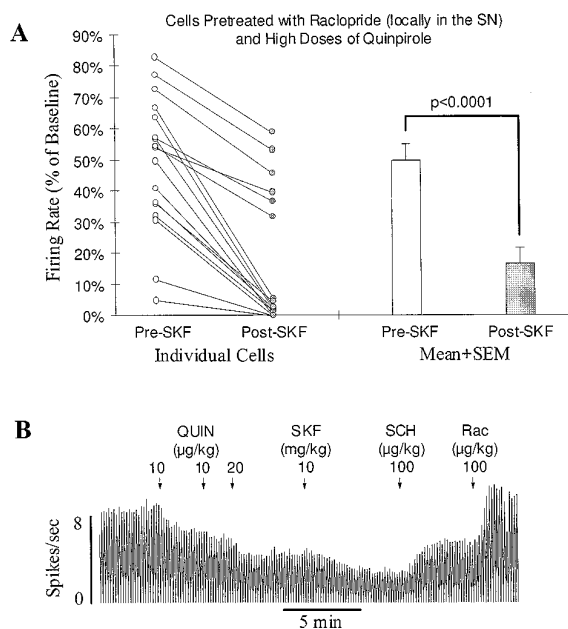 A
Cells Pretreated with Raclopride (locally in the SN)
and High Doses of Quinpirole
Firing Rate (% of Baseline)
90%
80%
70%
60%
50%
40%
30%
20%
10%
0%
Pre-SKF Post-SKF
Individual Cells
p<0.0001
Pre-SKF Post-SKF
Mean+SEM
B
QUIN SKF SCH Rac
(µg/kg) (mg/kg) (µg/kg) (µg/kg)
10 10 20 10 100 100
Spikes/sec
8
0
5 min